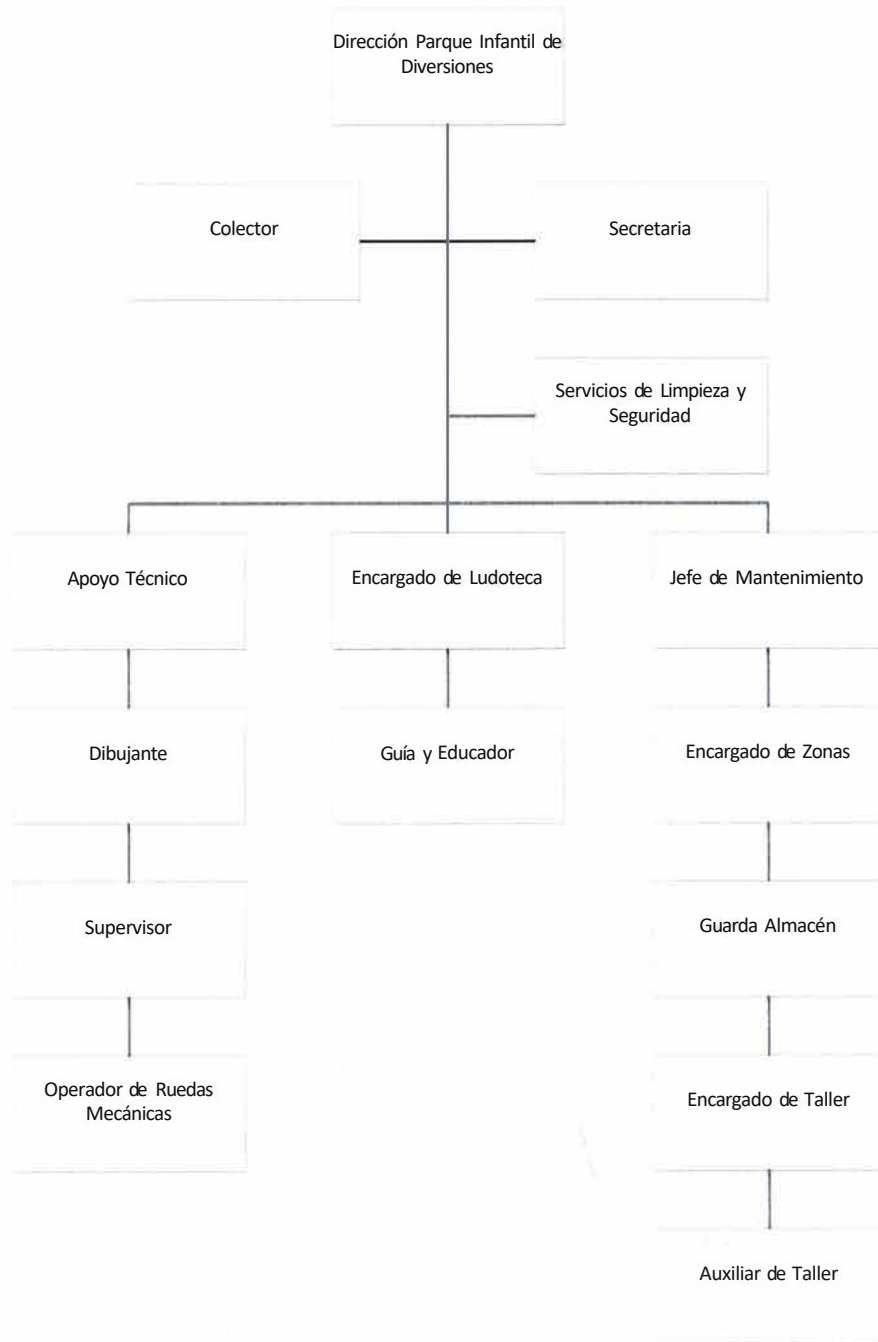 Dirección Parque Infantil de
Diversiones
Colector
Secretaria
Servicios de Limpieza y
Seguridad
Apoyo Técnico
Encargado de Ludoteca
Jefe de Mantenimiento
Dibujante
Guía y Educador
Encargado de Zonas
Supervisor
Guarda Almacén
Operador de Ruedas
Mecánicas
Encargado de Taller
Auxiliar de Taller